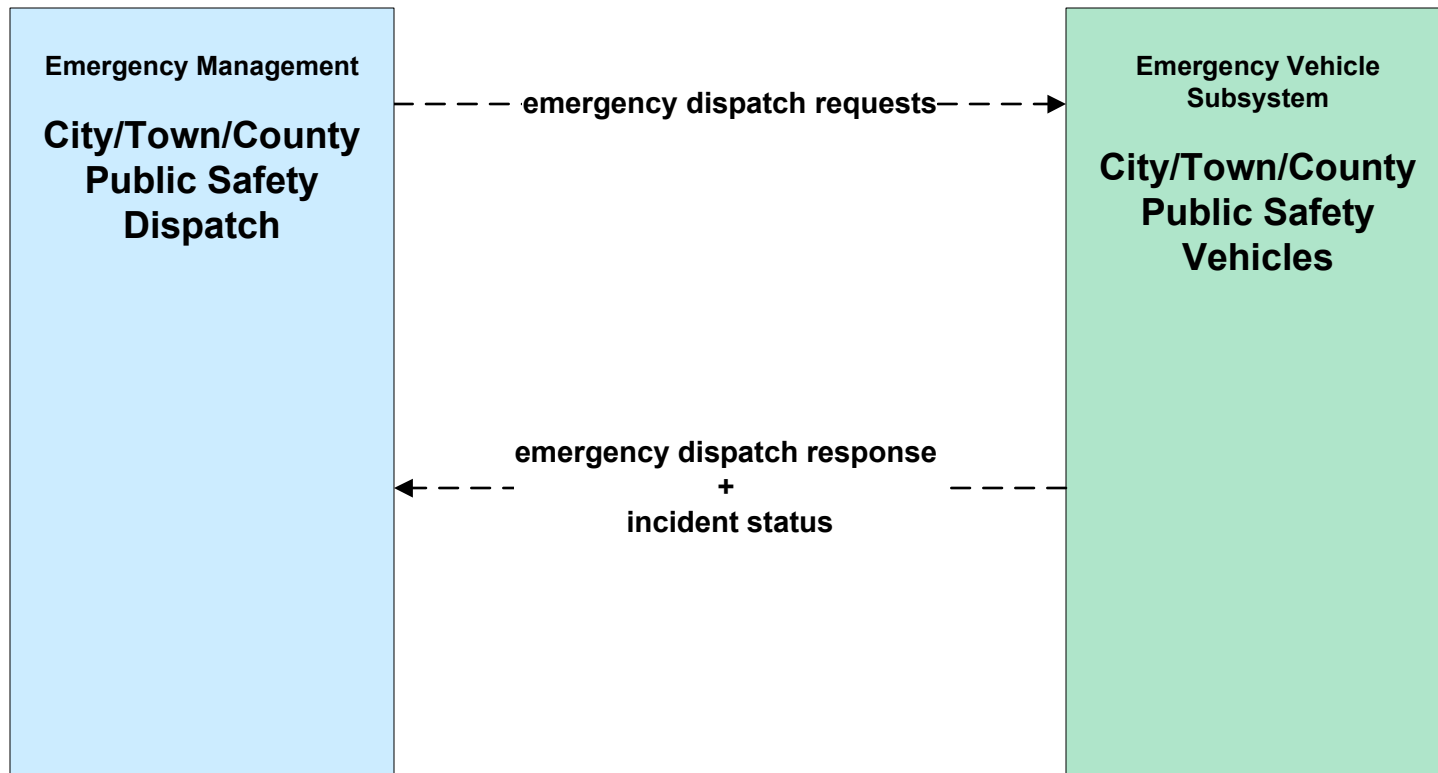 Emergency Management
City/Town/County
Public Safety
Dispatch
emergency dispatch requests
Emergency Vehicle
Subsystem
City/Town/County
Public Safety
Vehicles
emergency dispatch response
+
incident status